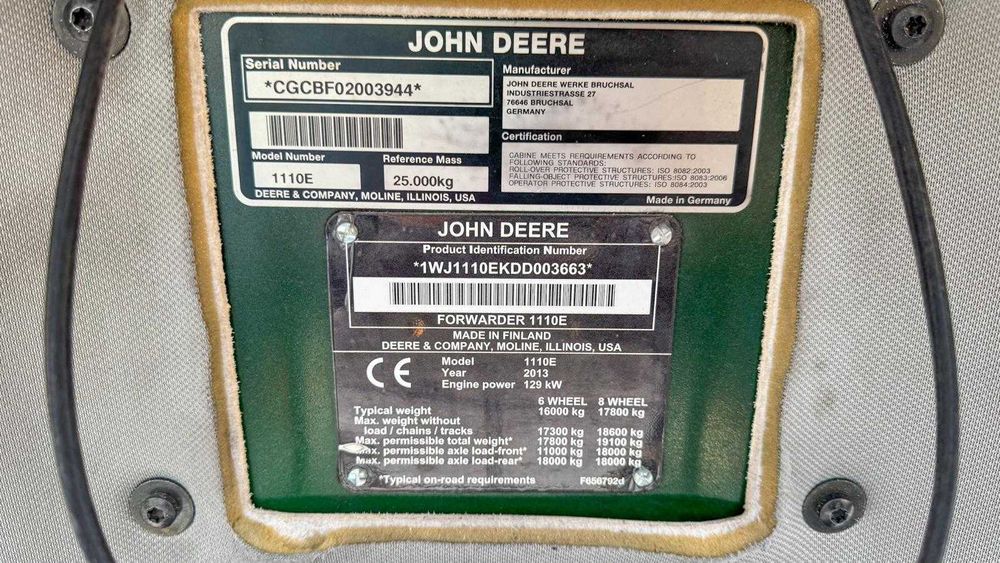 JOHN DEERE
Serial Number
*CGCBF02003944*
Manufacturer
JOHN DEERE WERKE BRUCHSAL
INDUSTRIESTRASSE 27
76646 BRUCHSAL
GERMANY
Certification
CABINE MEETS REQUIREMENTS ACCORDING TO
FOLLOWING STANDARDS:
ROLL-OVER PROTECTIVE STRUCTURES: ISO 8082:2003
FALLING-OBJECT PROTECTIVE STRUCTURES:ISO 8083:2006
OPERATOR PROTECTIVE STRUCTURES: ISO 8084:2003
Model Number Reference Mass
1110E 25.000kg
DEERE & COMPANY, MOLINE, ILLINOIS, USA Made in Germany
JOHN DEERE
Product Identification Number
*1WJ1110EKDD003663*
FORWARDER 1110E
MADE IN FINLAND
DEERE & COMPANY, MOLINE, ILLINOIS, USA
CE
Model 1110E
Year 2013
Engine power 129 kW
6 WHEEL 8 WHEEL
Typical weight 16000 kg 17800 kg
Max. weight without
load / chains / tracks 17300 kg 18600 kg
Max. permissible total weight* 17800 kg 19100 kg
Max. permissible axle load-front* 11000 kg 18000 kg
Max. permissible axle load-rear* 18000 kg 18000 kg
*Typical on-road requirements F656792d